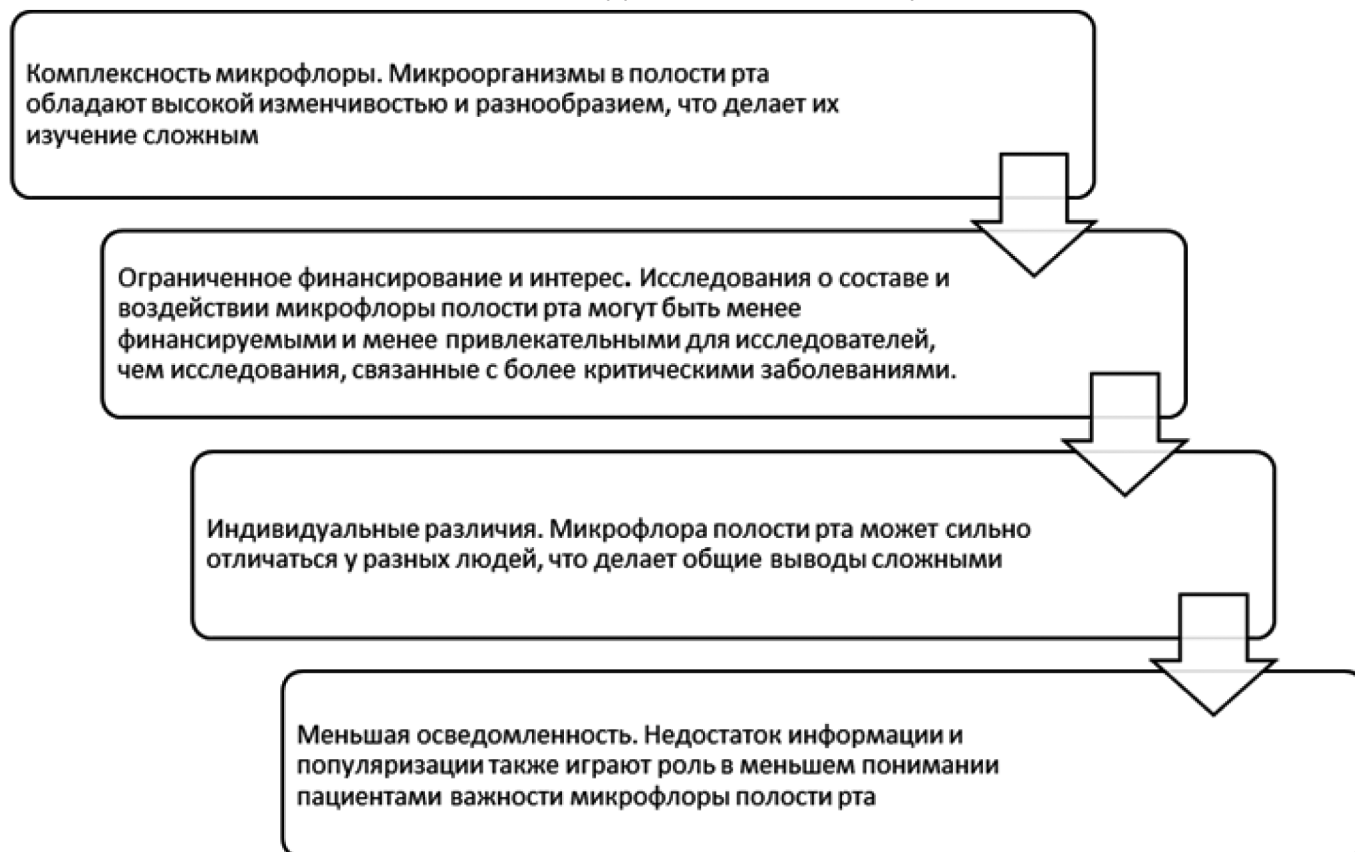 Комплексность микрофлоры. Микроорганизмы в полости рта
обладают высокой изменчивостью и разнообразием, что делает их
изучение сложным
Ограниченное финансирование и интерес. Исследования о составе и
воздействии микрофлоры полости рта могут быть менее
финансируемыми и менее привлекательными для исследователей,
чем исследования, связанные с более критическими заболеваниями.
Индивидуальные различия. Микрофлора полости рта может сильно
отличаться у разных людей, что делает общие выводы сложными
Меньшая осведомленность. Недостаток информации и
популяризации также играют роль в меньшем понимании
пациентами важности микрофлоры полости рта